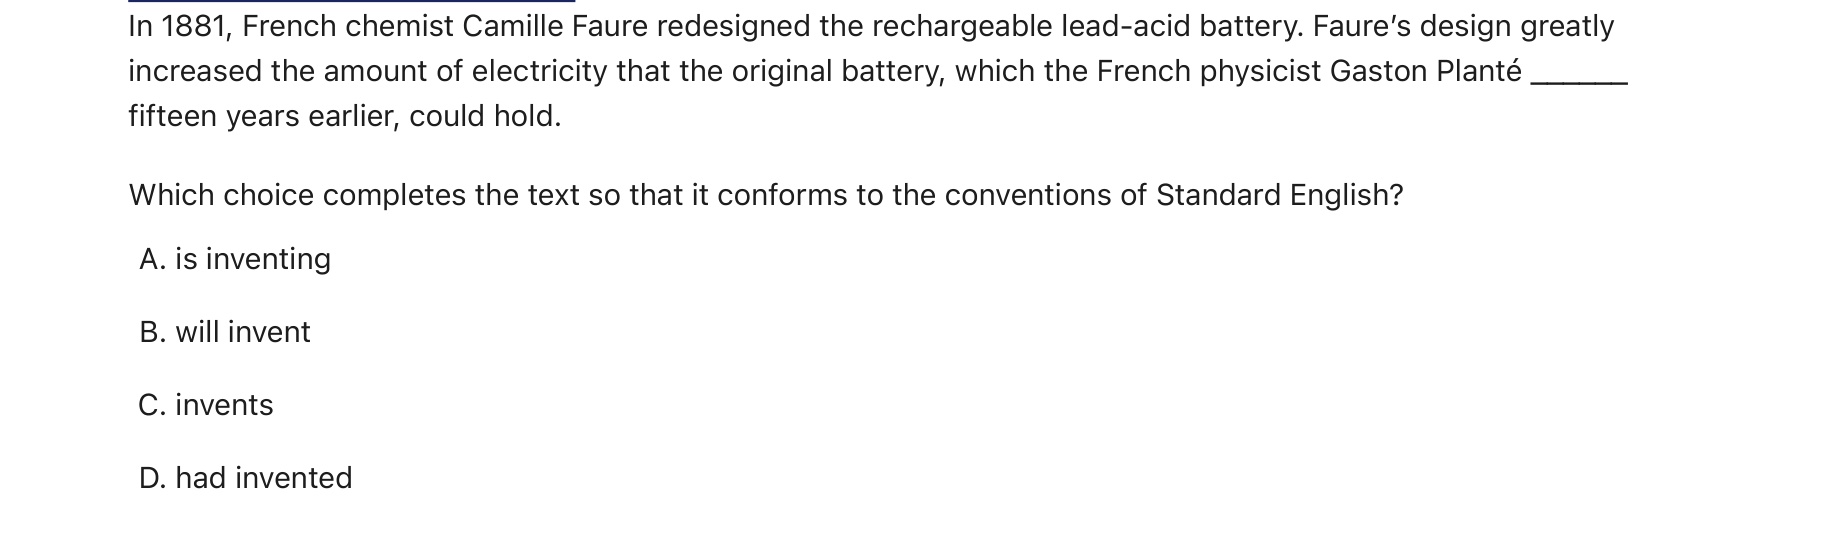 In 1881, French chemist Camille Faure redesigned the rechargeable lead-acid battery. Faure’s design greatly
increased the amount of electricity that the original battery, which the French physicist Gaston Planté ______
fifteen years earlier, could hold.
Which choice completes the text so that it conforms to the conventions of Standard English?
A. is inventing
B. will invent
C. invents
D. had invented